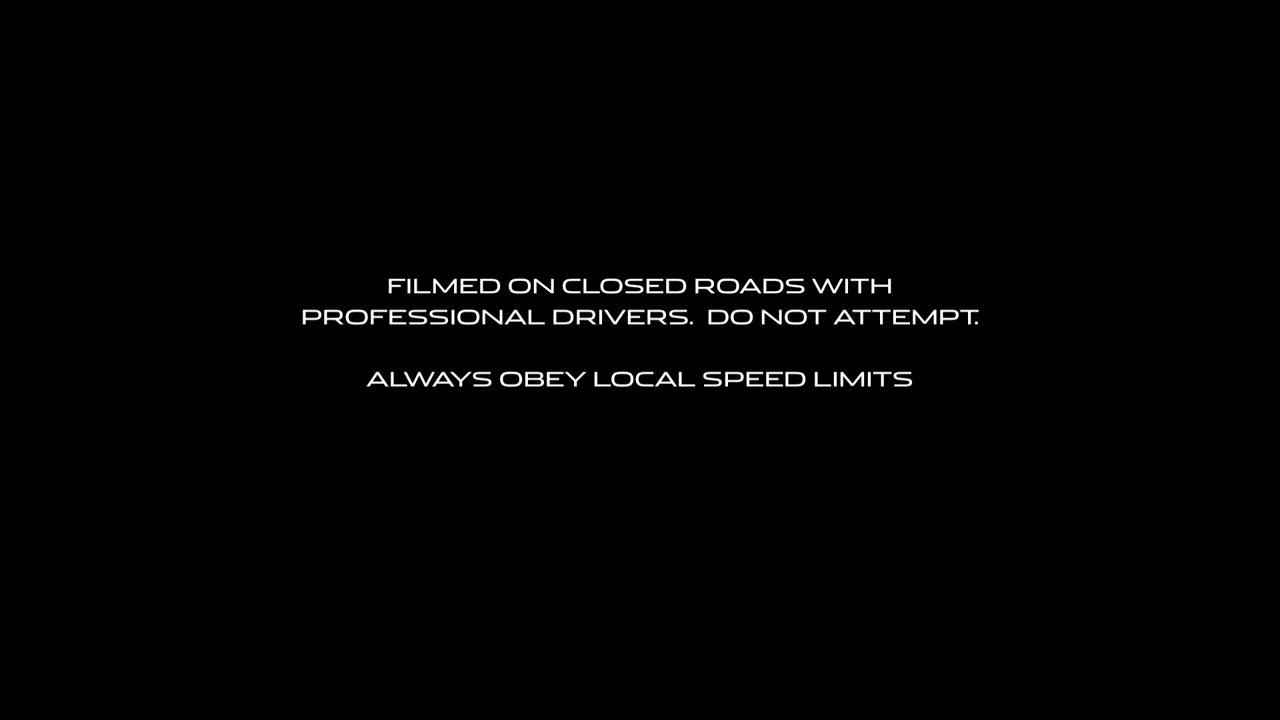 FILMED ON CLOSED ROADS WITH
PROFESSIONAL DRIVERS.  DO NOT ATTEMPT.
ALWAYS OBEY LOCAL SPEED LIMITS